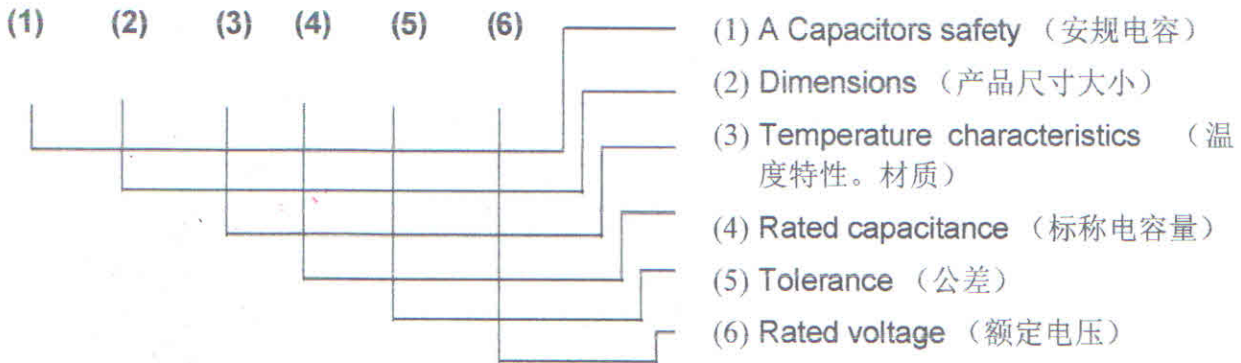 (1) (2) (3) (4) (5) (6)
(1) A Capacitors safety （安规电容）
(2) Dimensions （产品尺寸大小）
(3) Temperature characteristics （温
度特性。材质）
(4) Rated capacitance （标称电容量）
(5) Tolerance （公差）
(6) Rated voltage （额定电压）